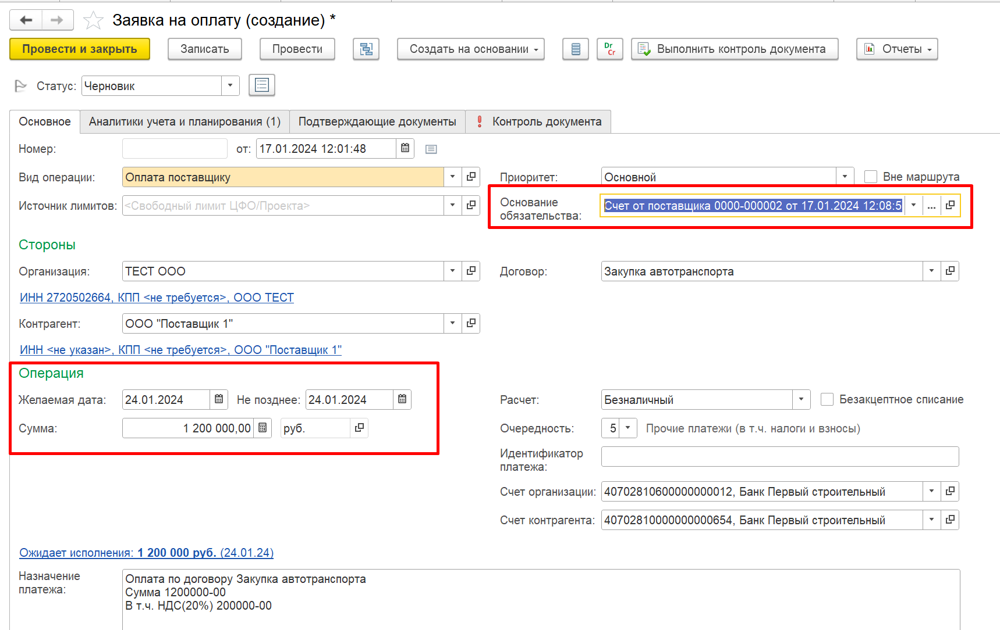 Заявка на оплату (создание) *
Провести и закрыть Записать Провести Создать на основании Dr Cr Выполнить контроль документа Отчеты
Статус: Черновик
Основное Аналитики учета и планирования (1) Подтверждающие документы Контроль документа
Номер: от: 17.01.2024 12:01:48
Вид операции: Оплата поставщику Приоритет: Основной Вне маршрута
Источник лимитов: <Свободный лимит ЦФО/Проекта> Основание обязательства: Счет от поставщика 0000-000002 от 17.01.2024 12:08:5 ...
Стороны
Организация: ТЕСТ ООО Договор: Закупка автотранспорта
ИНН 2720502664, КПП <не требуется>, ООО ТЕСТ
Контрагент: ООО "Поставщик 1"
ИНН <не указан>, КПП <не требуется>, ООО "Поставщик 1"
Операция
Желаемая дата: 24.01.2024 Не позднее: 24.01.2024 Расчет: Безналичный Безакцептное списание
Сумма: 1 200 000,00 руб. Очередность: 5 Прочие платежи (в т.ч. налоги и взносы)
Идентификатор
платежа:
Счет организации: 40702810600000000012, Банк Первый строительный
Счет контрагента: 40702810000000000654, Банк Первый строительный
Ожидает исполнения: 1 200 000 руб. (24.01.24)
Назначение
платежа:
Оплата по договору Закупка автотранспорта
Сумма 1200000-00
В т.ч. НДС(20%) 200000-00